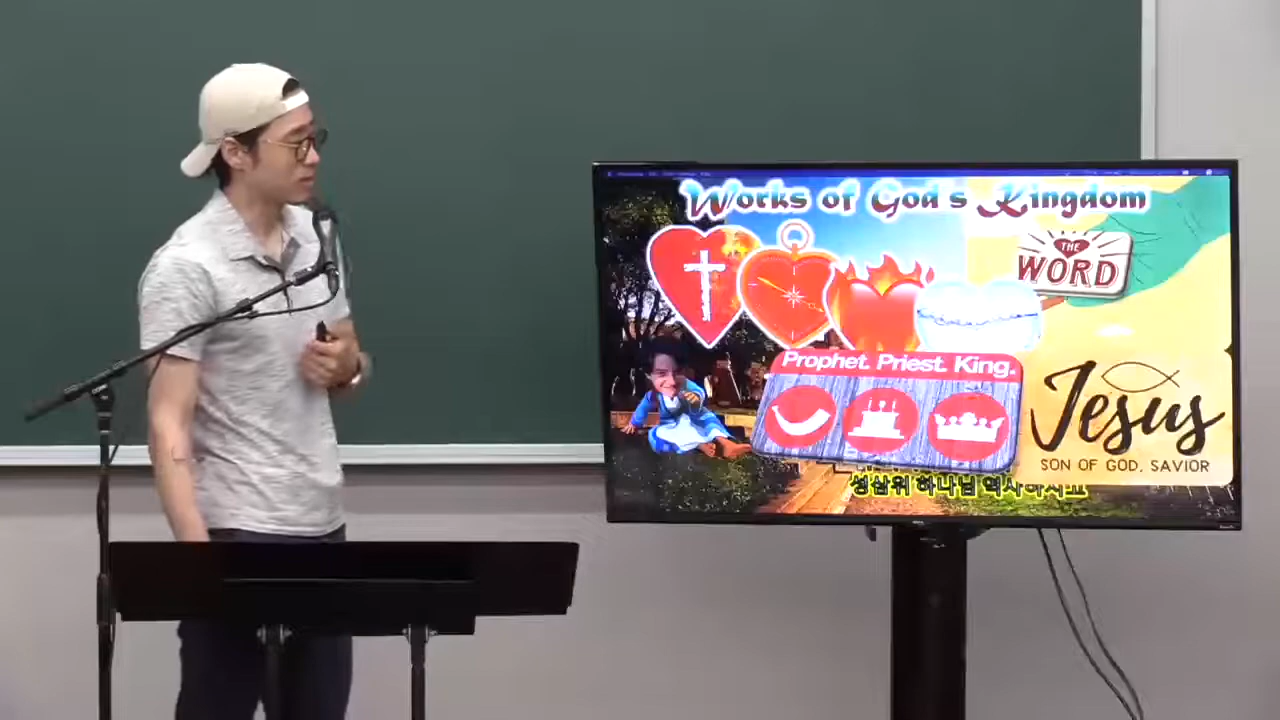 Works of God's Kingdom
THE
WORD
Prophet. Priest. King.
Jesus
SON OF GOD, SAVIOR
성삼위 하나님 역사하시고